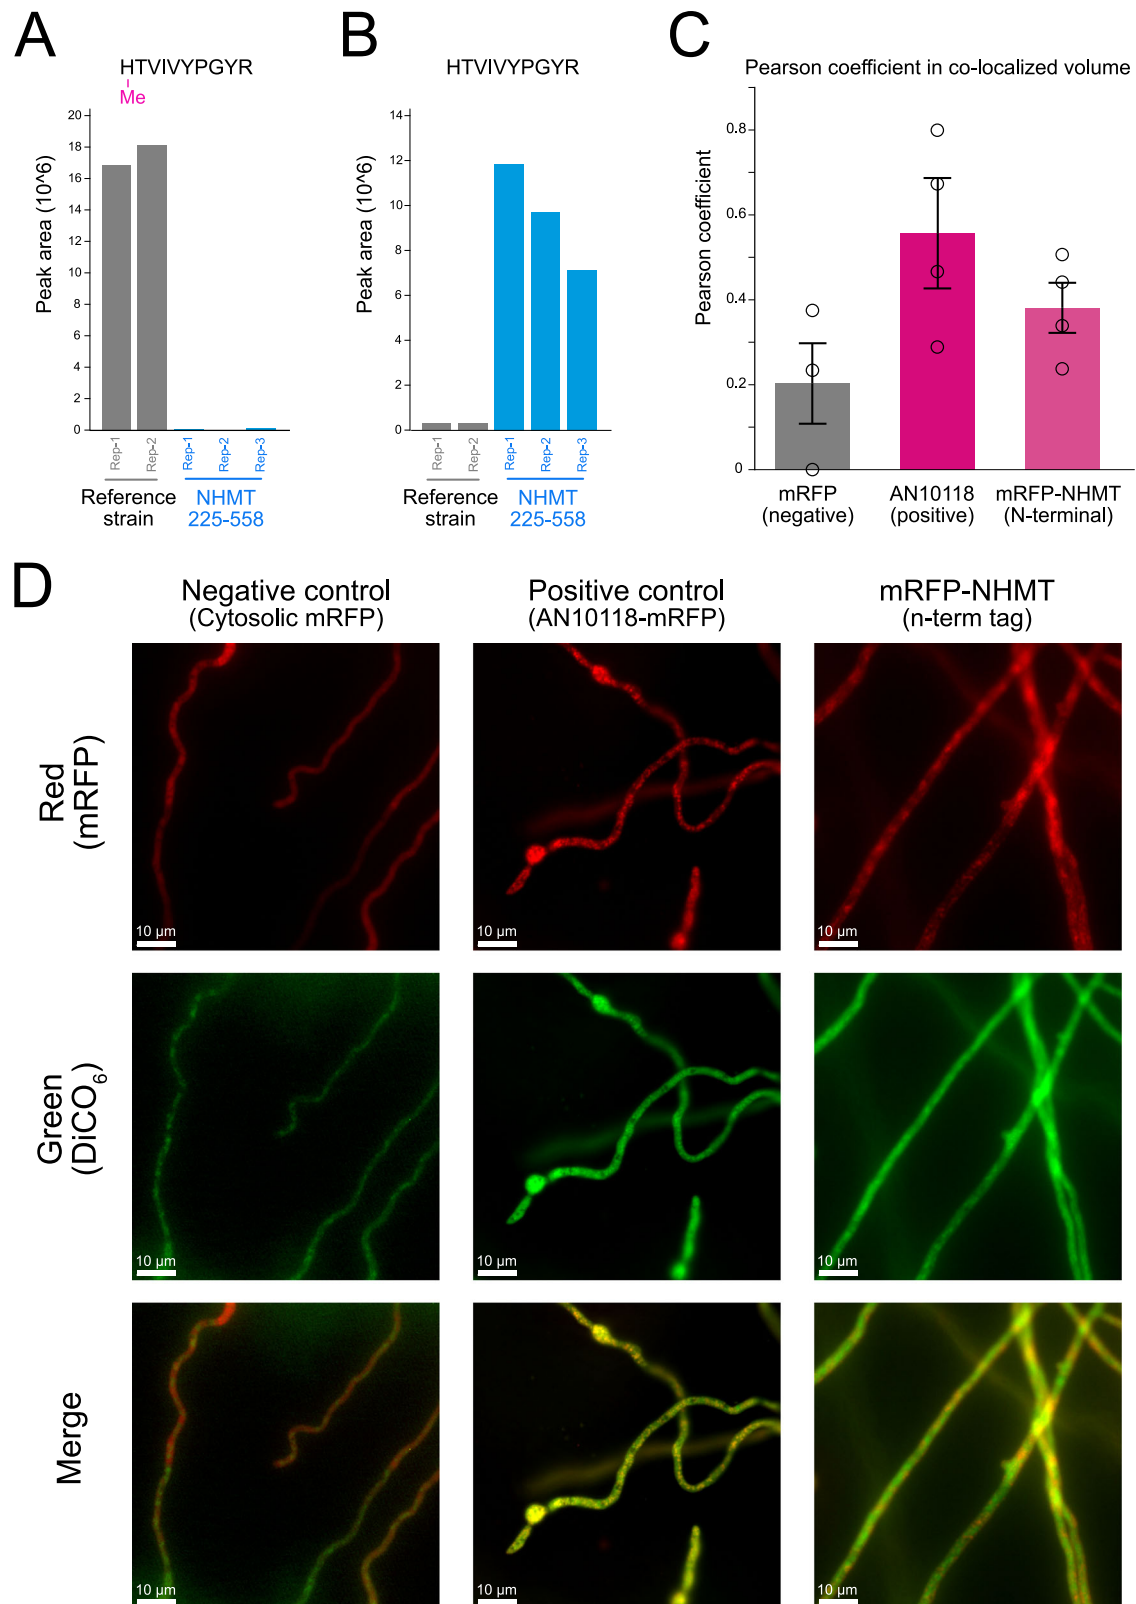 A
HTVIVYPGYR
Me
Peak area (10^6)
20
18
16
14
12
10
8
6
4
2
0
Rep-1
Rep-2
Rep-1
Rep-2
Rep-3
Reference
strain
NHMT
225-558
B
HTVIVYPGYR
Peak area (10^6)
14
12
10
8
6
4
2
0
Rep-1
Rep-2
Rep-1
Rep-2
Rep-3
Reference
strain
NHMT
225-558
C
Pearson coefficient in co-localized volume
Pearson coefficient
0.8
0.6
0.4
0.2
0
mRFP
(negative)
AN10118
(positive)
mRFP-NHMT
(N-terminal)
D
Negative control
(Cytosolic mRFP)
Positive control
(AN10118-mRFP)
mRFP-NHMT
(n-term tag)
Red
(mRFP)
10 µm
10 µm
10 µm
Green
(DiCO6)
10 µm
10 µm
10 µm
Merge
10 µm
10 µm
10 µm